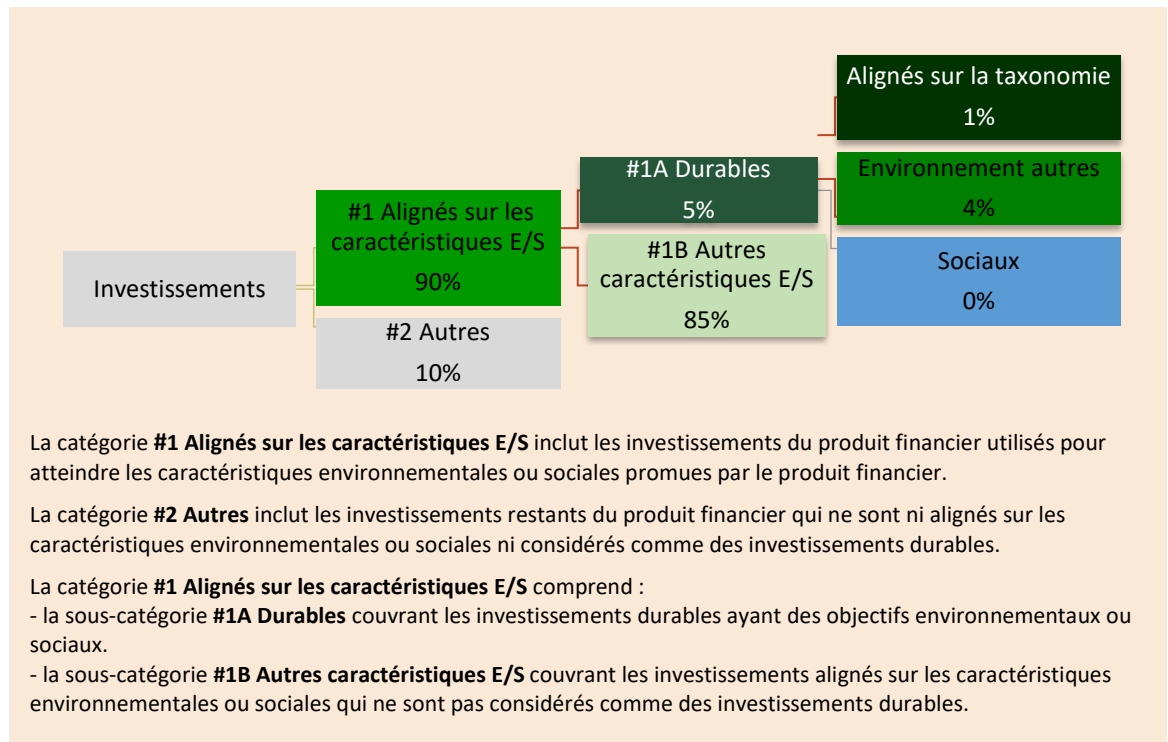 Investissements
#1 Alignés sur les
caractéristiques E/S
90%
#2 Autres
10%
#1A Durables
5%
#1B Autres
caractéristiques E/S
85%
Alignés sur la taxonomie
1%
Environnement autres
4%
Sociaux
0%
La catégorie #1 Alignés sur les caractéristiques E/S inclut les investissements du produit financier utilisés pour
atteindre les caractéristiques environnementales ou sociales promues par le produit financier.
La catégorie #2 Autres inclut les investissements restants du produit financier qui ne sont ni alignés sur les
caractéristiques environnementales ou sociales ni considérés comme des investissements durables.
La catégorie #1 Alignés sur les caractéristiques E/S comprend :
- la sous-catégorie #1A Durables couvrant les investissements durables ayant des objectifs environnementaux ou
sociaux.
- la sous-catégorie #1B Autres caractéristiques E/S couvrant les investissements alignés sur les caractéristiques
environnementales ou sociales qui ne sont pas considérés comme des investissements durables.